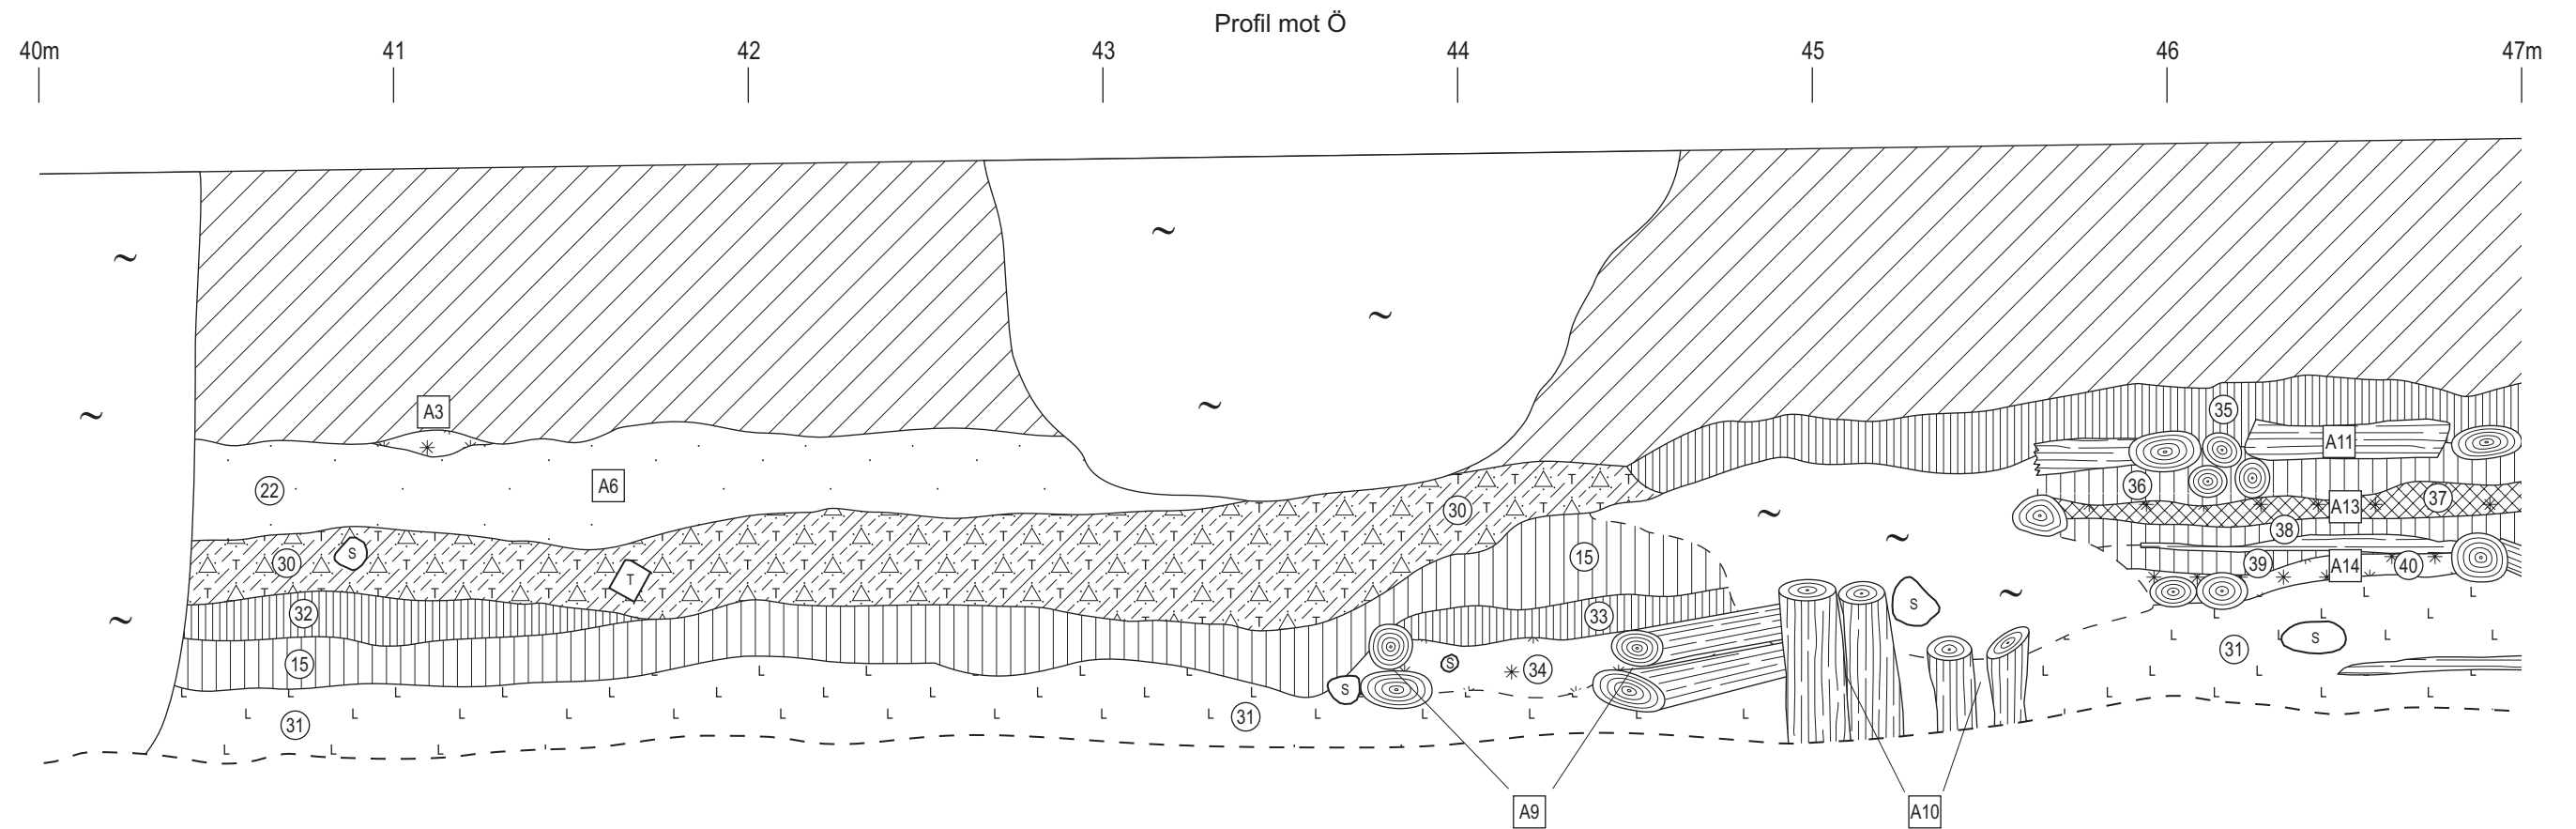 Profil mot Ö
40m 41 42 43 44 45 46 47m
A3
35
A11
22 A6
36 37
30 A13
38
30 S 15
T 39 A14 40
32 33 S
15 S 34 31 S
S
31 31
A9 A10